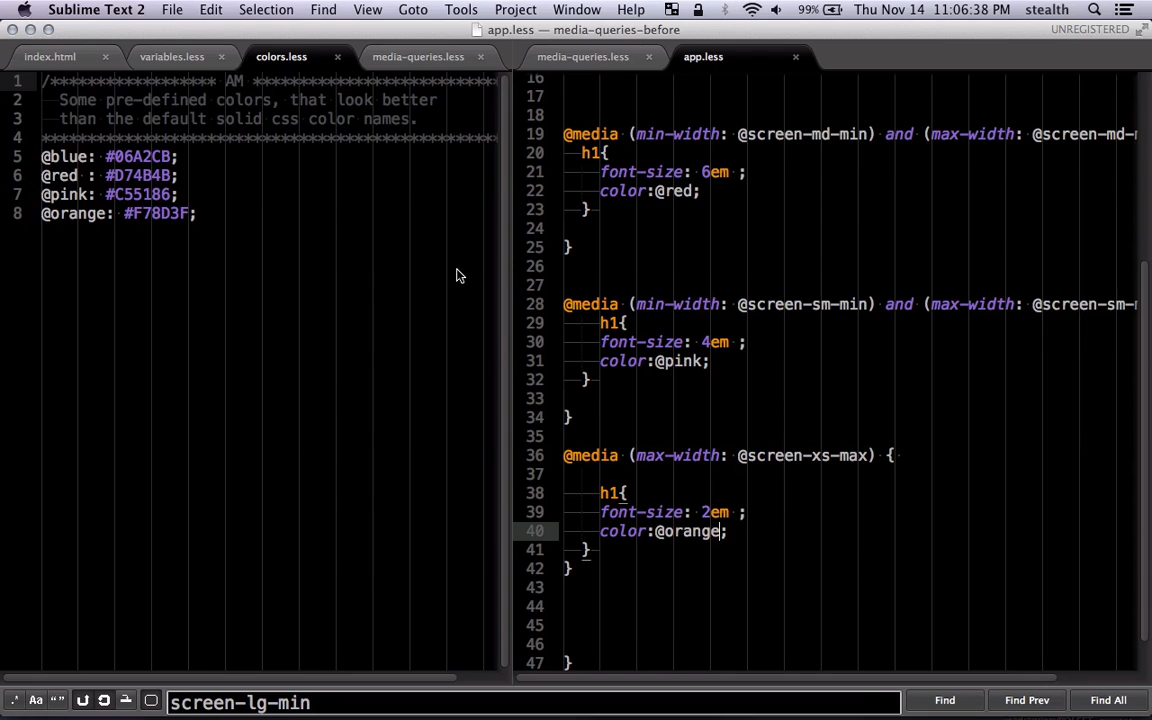 Sublime Text 2 File Edit Selection Find View Goto Tools Project Window Help 99% Thu Nov 14 11:06:38 PM stealth
app.less — media-queries-before UNREGISTERED
index.html × variables.less × colors.less × media-queries.less ×
media-queries.less × app.less ×
1 /****************** AM ***************************
2 Some pre-defined colors, that look better
3 than the default solid css color names.
4 **************************************************
5 @blue: #06A2CB;
6 @red : #D74B4B;
7 @pink: #C55186;
8 @orange: #F78D3F;
16
17
18
19 @media (min-width: @screen-md-min) and (max-width: @screen-md-
20 h1{
21 font-size: 6em ;
22 color:@red;
23 }
24
25 }
26
27
28 @media (min-width: @screen-sm-min) and (max-width: @screen-sm-
29 h1{
30 font-size: 4em ;
31 color:@pink;
32 }
33
34 }
35
36 @media (max-width: @screen-xs-max) {
37
38 h1{
39 font-size: 2em ;
40 color:@orange;
41 }
42 }
43
44
45
46
47 }
.* Aa “” screen-lg-min Find Find Prev Find All